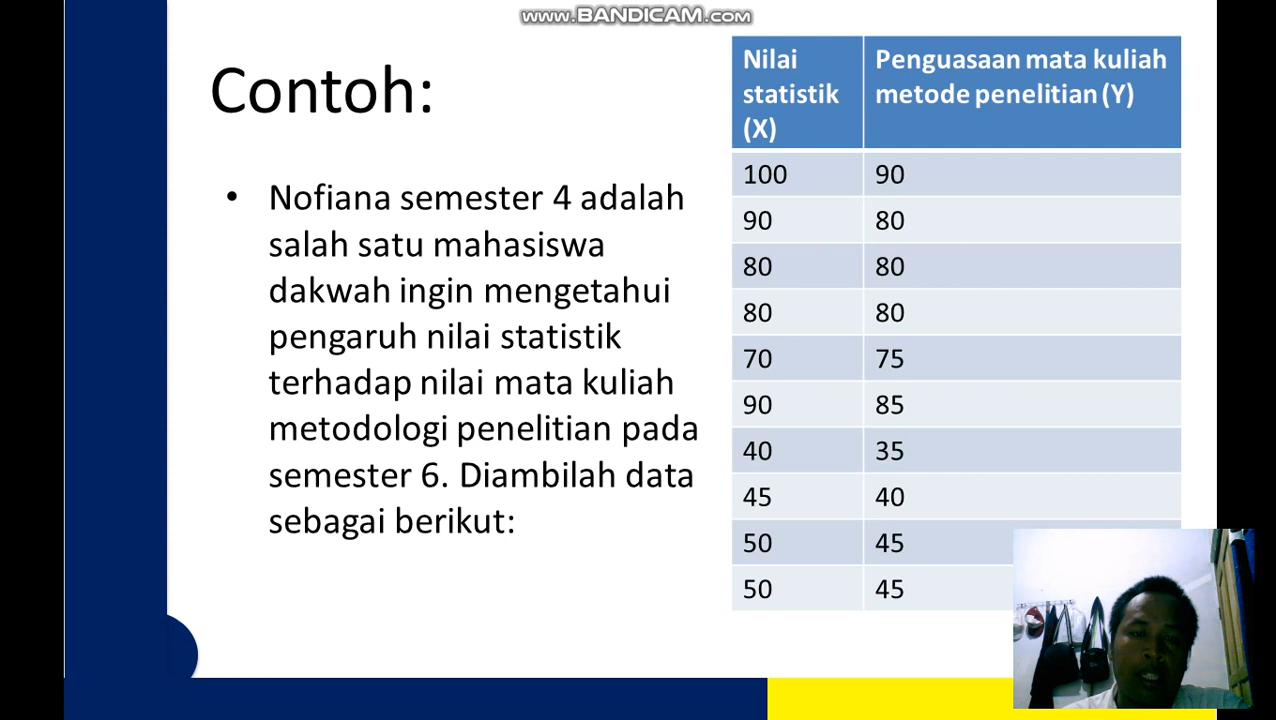 www.BANDICAM.com
Contoh:
• Nofiana semester 4 adalah
salah satu mahasiswa
dakwah ingin mengetahui
pengaruh nilai statistik
terhadap nilai mata kuliah
metodologi penelitian pada
semester 6. Diambilah data
sebagai berikut:
Nilai statistik (X) Penguasaan mata kuliah metode penelitian (Y)
100 90
90 80
80 80
80 80
70 75
90 85
40 35
45 40
50 45
50 45